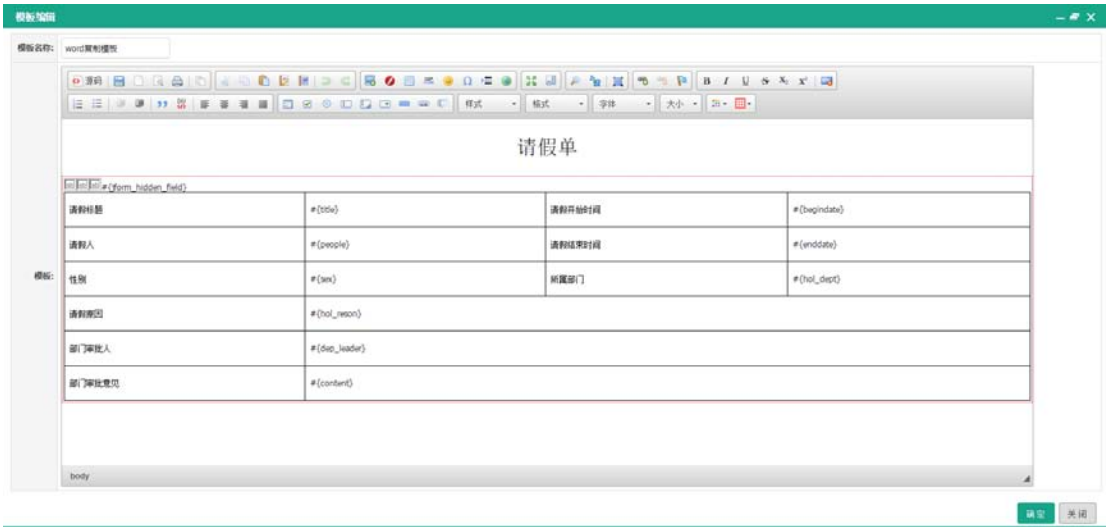 模板编辑
模板名称: word复制模板
源码
B I U S X₂ X²
样式 格式 字体 大小
请假单
#{form_hidden_field}
请假标题 #{title} 请假开始时间 #{begindate}
请假人 #{people} 请假结束时间 #{enddate}
模板: 性别 #{sex} 所属部门 #{hol_dept}
请假原因 #{hol_reson}
部门审批人 #{dep_leader}
部门审批意见 #{content}
body
确定 关闭